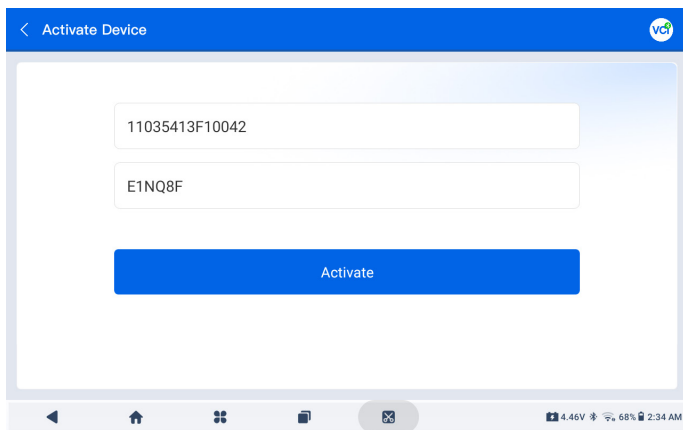 Activate Device
VCI
11035413F10042
E1NQ8F
Activate
4.46V 68% 2:34 AM